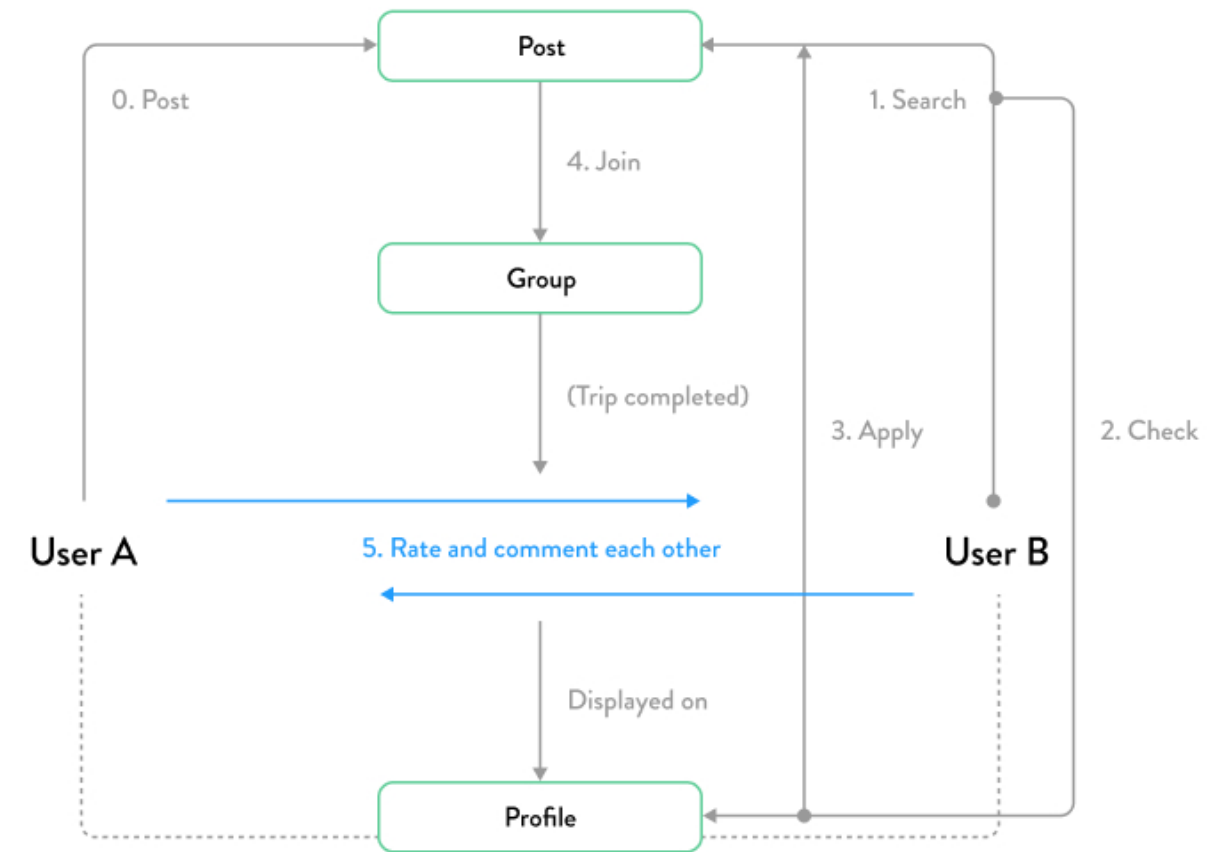 Post
0. Post
1. Search
4. Join
Group
(Trip completed)
3. Apply
2. Check
User A
5. Rate and comment each other
User B
Displayed on
Profile